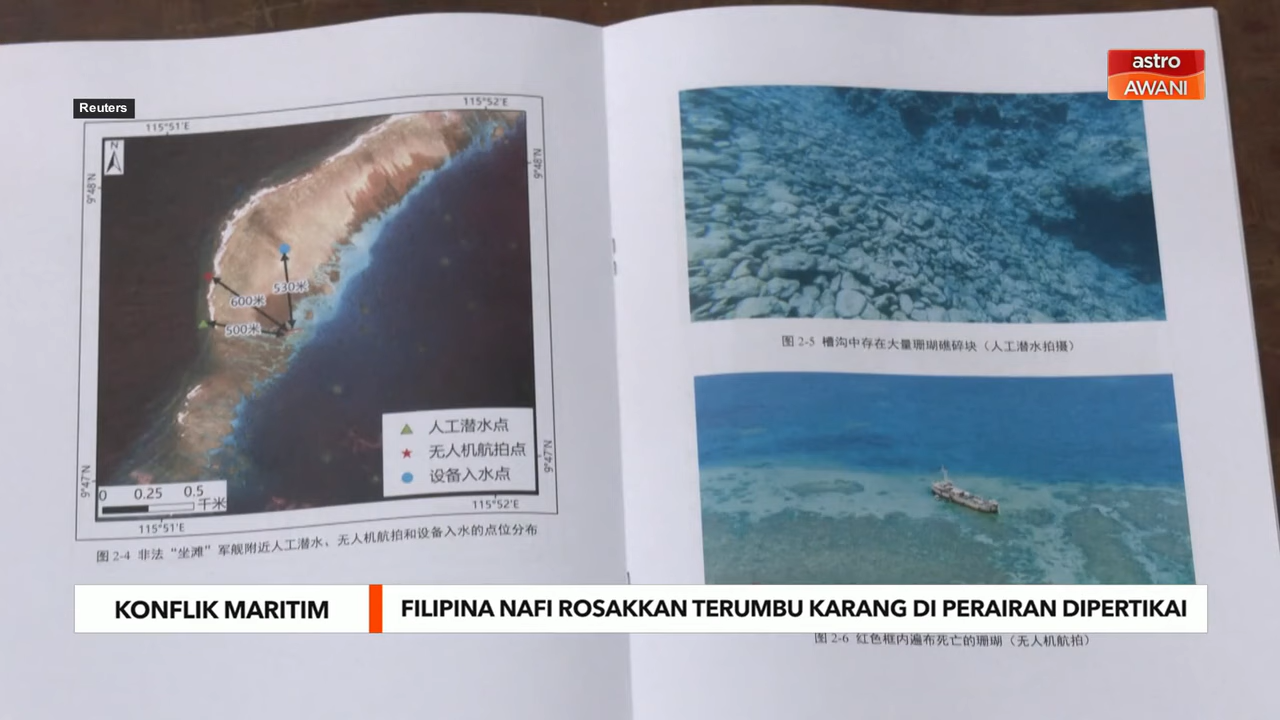 astro
AWANI
Reuters
115°51'E
115°52'E
N
9°48'N
9°48'N
530米
600米
500米
人工潜水点
无人机航拍点
设备入水点
9°47'N
9°47'N
0 0.25 0.5
千米
115°51'E
115°52'E
图 2-4 非法“坐滩”军舰附近人工潜水、无人机航拍和设备入水的点位分布
图 2-5 槽沟中存在大量珊瑚礁碎块（人工潜水拍摄）
KONFLIK MARITIM
FILIPINA NAFI ROSAKKAN TERUMBU KARANG DI PERAIRAN DIPERTIKAI
图 2-6 红色框内遍布死亡的珊瑚（无人机航拍）